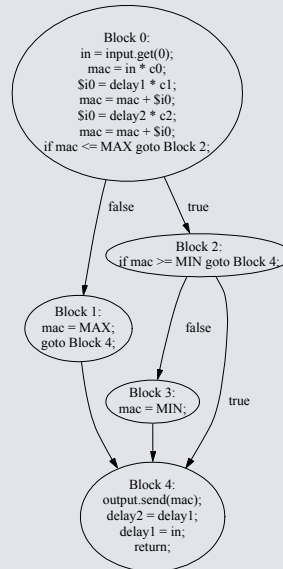 Block 0:
in = input.get(0);
mac = in * c0;
$i0 = delay1 * c1;
mac = mac + $i0;
$i0 = delay2 * c2;
mac = mac + $i0;
if mac <= MAX goto Block 2;
false
true
Block 2:
if mac >= MIN goto Block 4;
Block 1:
mac = MAX;
goto Block 4;
false
true
Block 3:
mac = MIN;
Block 4:
output.send(mac);
delay2 = delay1;
delay1 = in;
return;